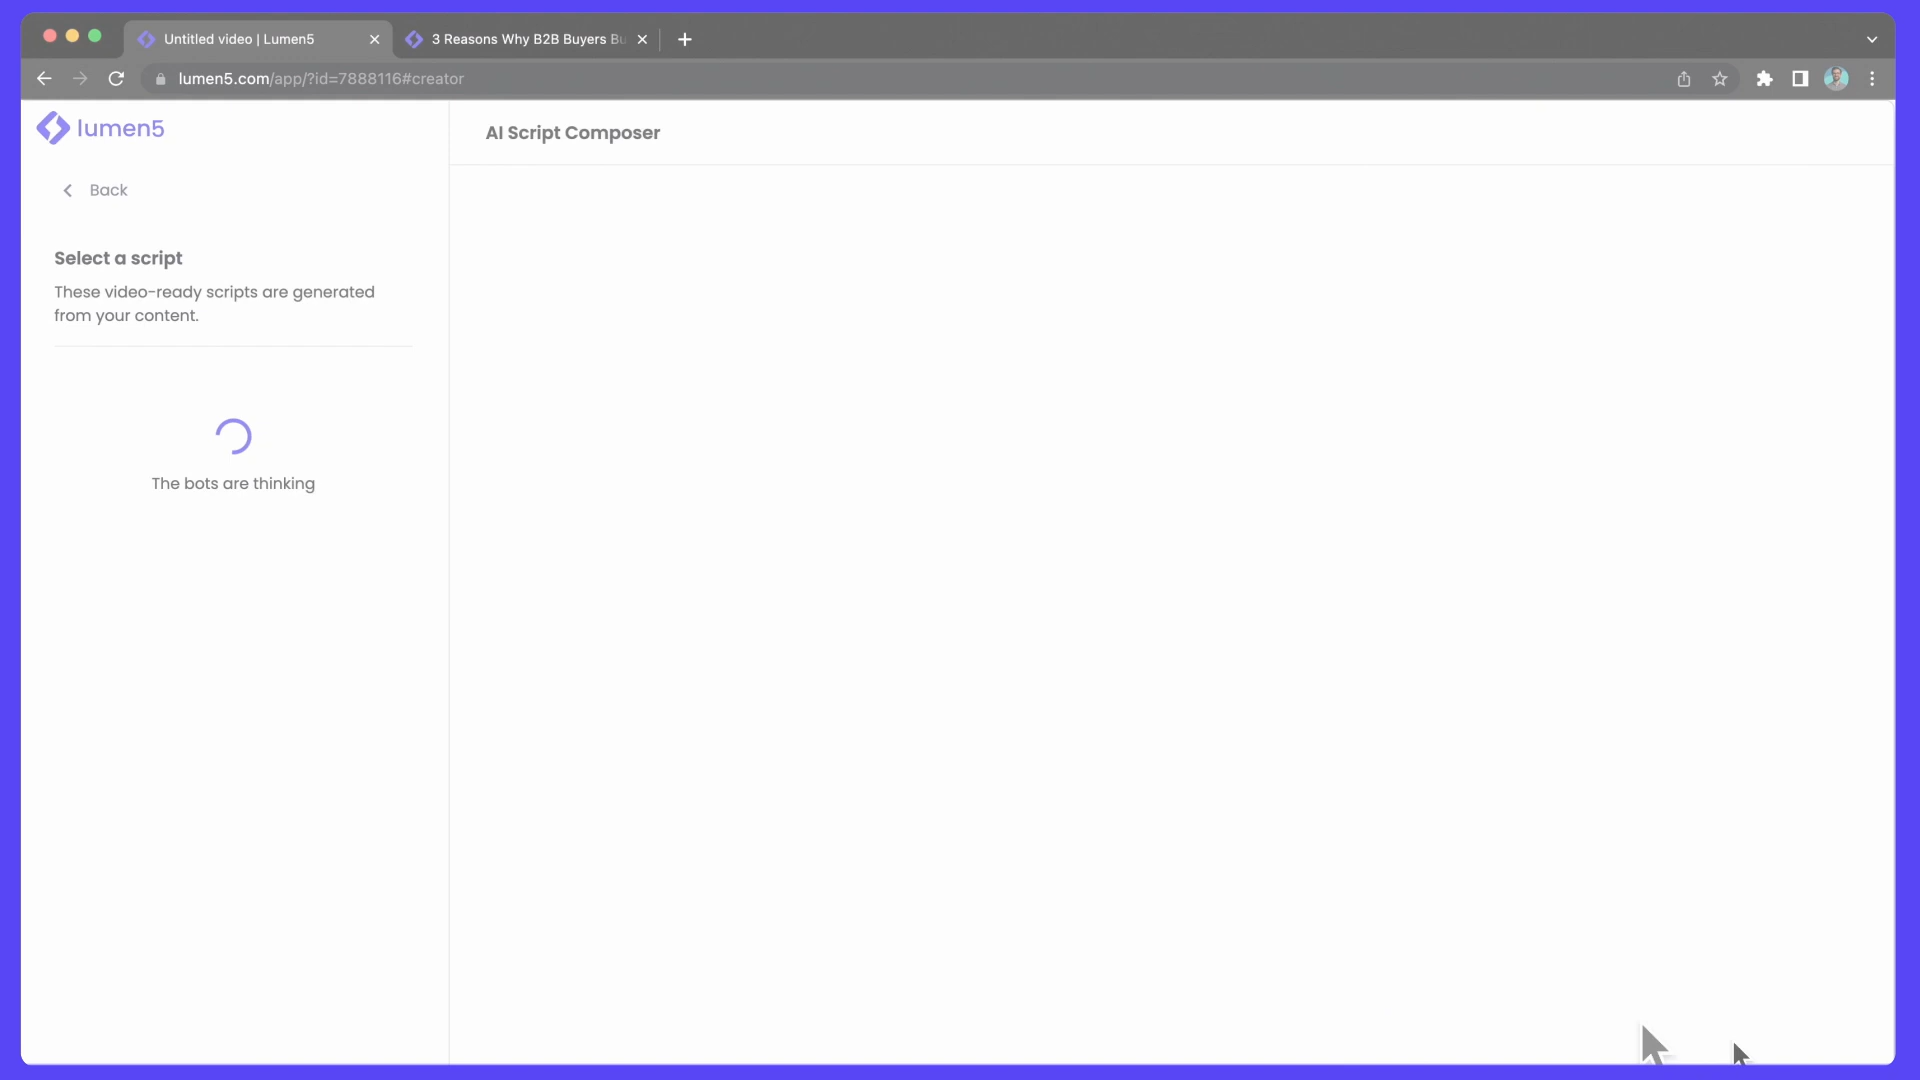 Untitled video | Lumen5
3 Reasons Why B2B Buyers Bu
lumen5.com/app/?id=7888116#creator
lumen5
AI Script Composer
Back
Select a script
These video-ready scripts are generated
from your content.
The bots are thinking